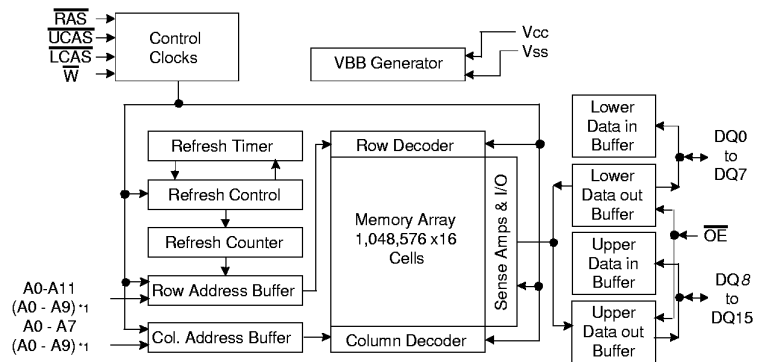 RAS
UCAS
LCAS
W
Control
Clocks
VBB Generator
Vcc
Vss
Refresh Timer
Refresh Control
Refresh Counter
Row Address Buffer
Col. Address Buffer
A0-A11
(A0 - A9)*1
A0 - A7
(A0 - A9)*1
Row Decoder
Memory Array
1,048,576 x16
Cells
Column Decoder
Sense Amps & I/O
Lower
Data in
Buffer
Lower
Data out
Buffer
Upper
Data in
Buffer
Upper
Data out
Buffer
DQ0
to
DQ7
OE
DQ8
to
DQ15